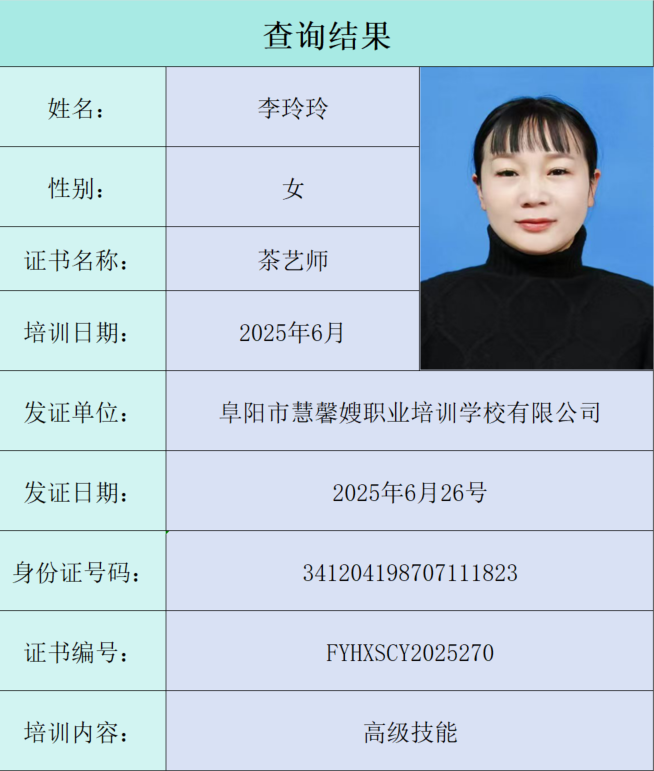 查询结果
姓名： 李玲玲
性别： 女
证书名称： 茶艺师
培训日期： 2025年6月
发证单位： 阜阳市慧馨嫂职业培训学校有限公司
发证日期： 2025年6月26号
身份证号码： 341204198707111823
证书编号： FYHXSCY2025270
培训内容： 高级技能